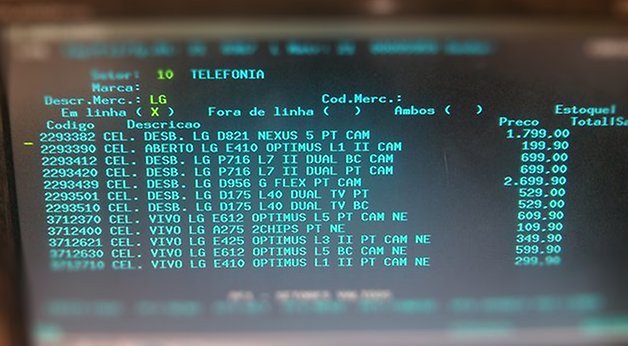 Setor: 10 TELEFONIA
Marca:
Descr.Merc.: LG Cod.Merc.:
Em linha ( X ) Fora de linha ( ) Ambos ( ) Estoque
Codigo Descricao Preco Total
2293382 CEL. DESB. LG D821 NEXUS 5 PT CAM 1.799,00
2293390 CEL. ABERTO LG E410 OPTIMUS L1 II CAM 199,90
2293412 CEL. DESB. LG P716 L7 II DUAL BC CAM 699,00
2293420 CEL. DESB. LG P716 L7 II DUAL PT CAM 699,00
2293439 CEL. DESB. LG D956 G FLEX PT CAM 2.699,90
2293501 CEL. DESB. LG D175 L40 DUAL TV PT 529,00
2293510 CEL. DESB. LG D175 L40 DUAL TV BC 529,00
3712370 CEL. VIVO LG E612 OPTIMUS L5 PT CAM NE 609,90
3712400 CEL. VIVO LG A275 2CHIPS PT NE 109,90
3712621 CEL. VIVO LG E425 OPTIMUS L3 II PT CAM NE 349,90
3712630 CEL. VIVO LG E612 OPTIMUS L5 BC CAM NE 599,90
3712710 CEL. VIVO LG E410 OPTIMUS L1 II PT CAM NE 299,90